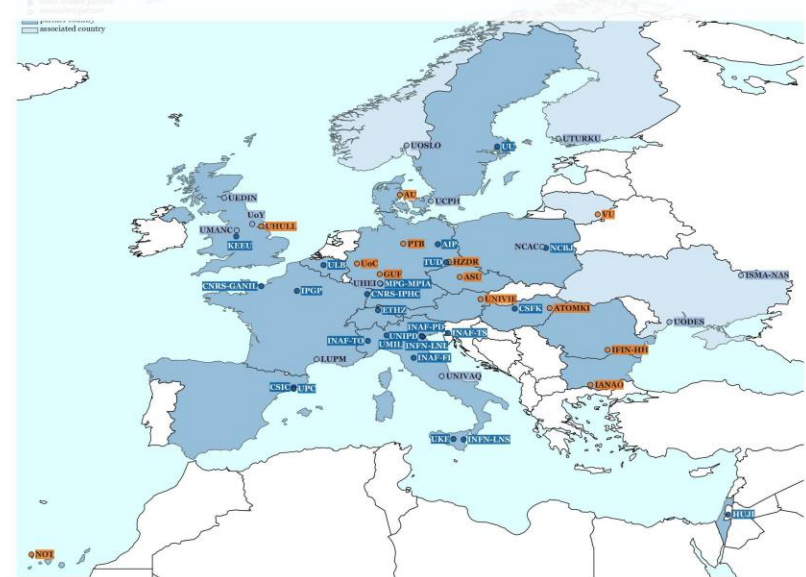 partner country
associated country
UOSLO
UU
UTURKU
UEDIN
AU
UCPH
UoY
UHULL
UMANC
KEEU
VU
PTB
AIP
NCAC
NCBJ
ULB
UoC
TUD
HZDR
GUF
ASU
ISMA-NAS
UHEI
MPG-MPIA
CNRS-GANIL
IPGP
CNRS-IPHC
UNIVIE
CSFK
ATOMKI
ETHZ
UODES
INAF-PD
INAF-TS
UNIPD
INAF-TO
UMIL
INFN-LNL
IFIN-HH
LUPM
INAF-FI
UNIVAQ
CSIC
UPC
IANAO
UKE
INFN-LNS
HUJI
NOT